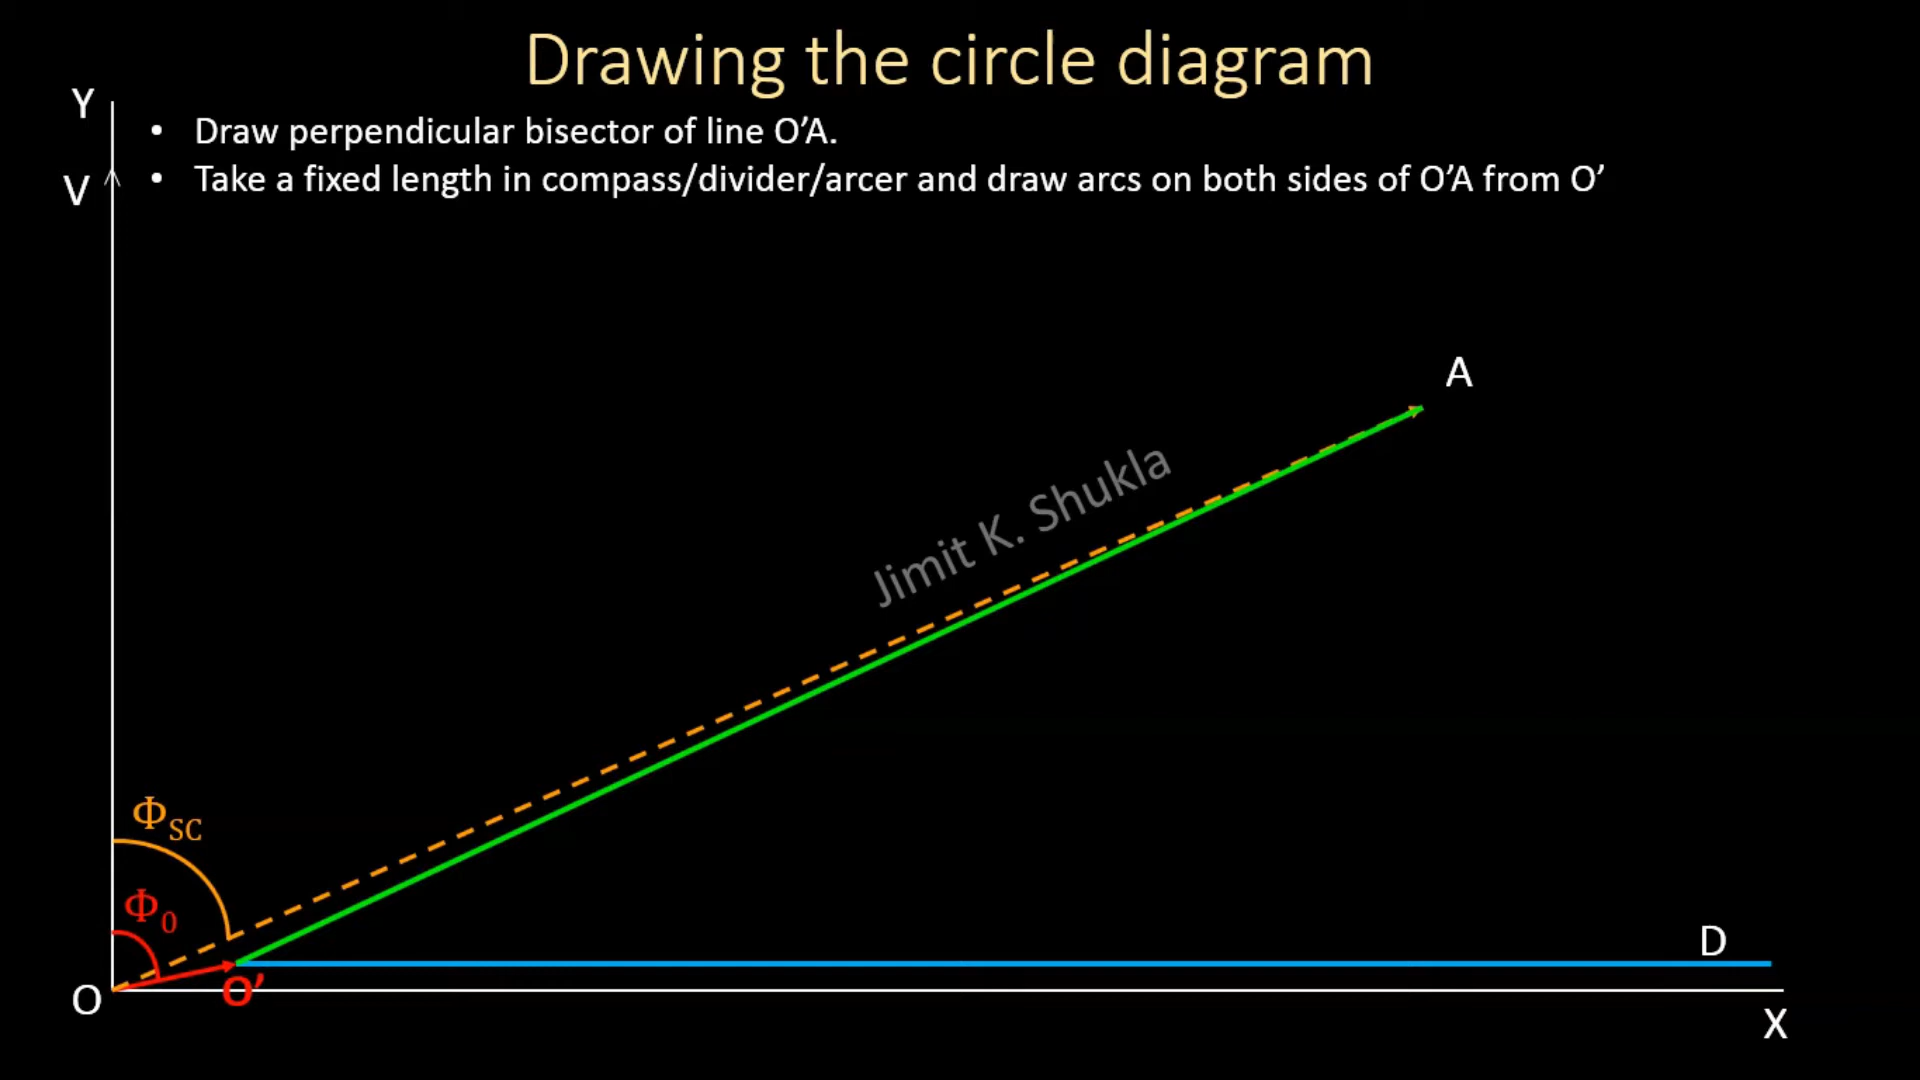 Drawing the circle diagram
Y
• Draw perpendicular bisector of line O’A.
V
• Take a fixed length in compass/divider/arcer and draw arcs on both sides of O’A from O’
A
Jimit K. Shukla
ΦSC
Φ0
D
O
O’
X